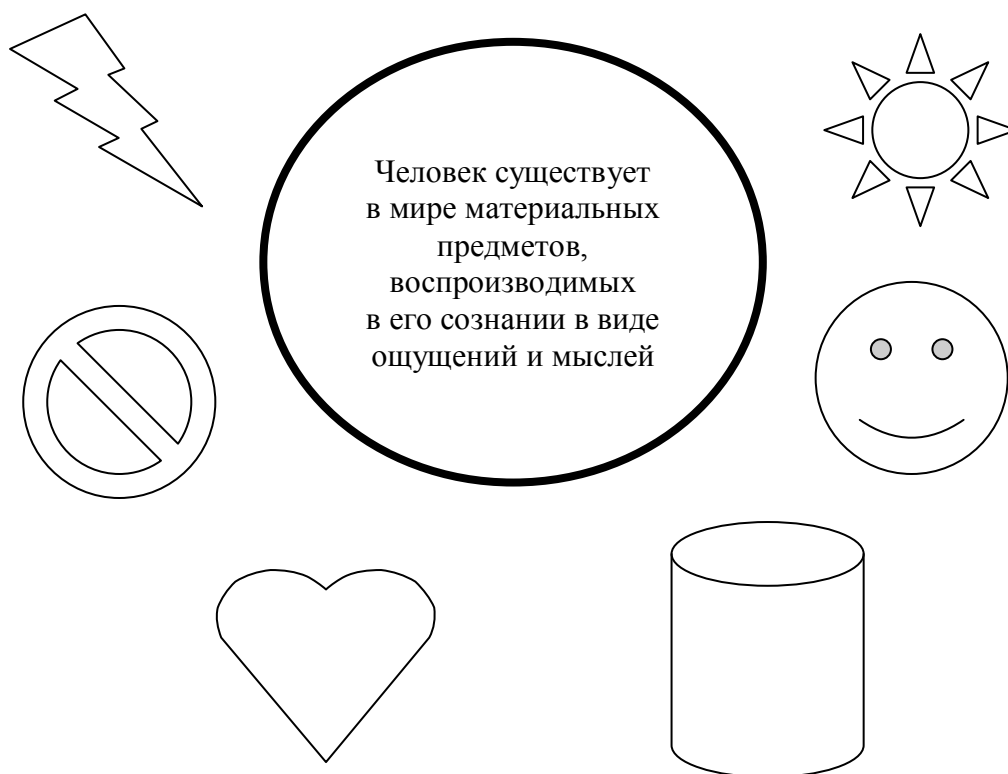 Человек существует
в мире материальных
предметов,
воспроизводимых
в его сознании в виде
ощущений и мыслей